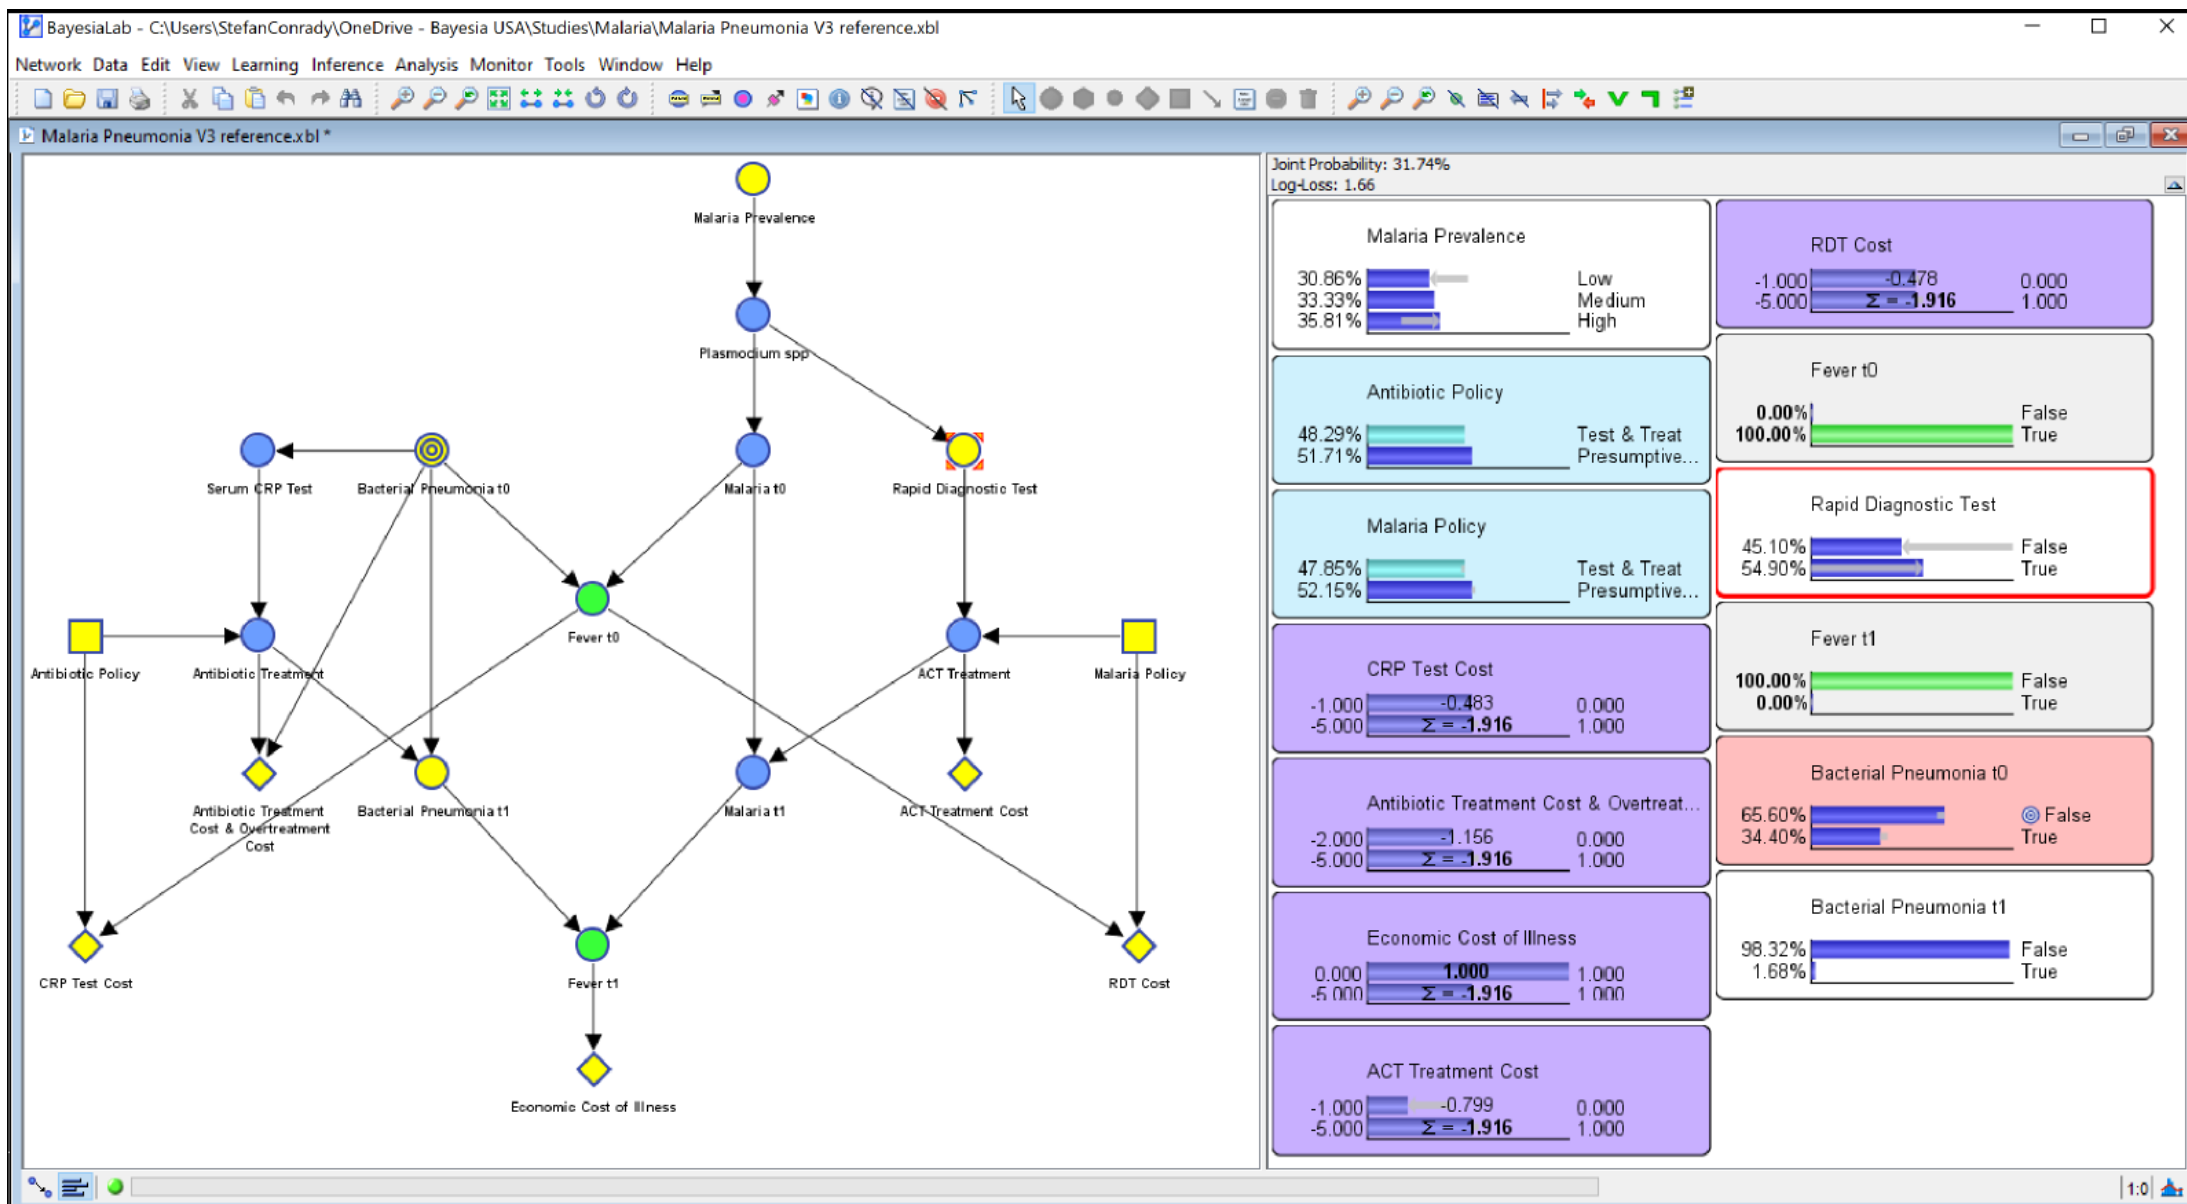 BayesiaLab - C:\Users\StefanConrady\OneDrive - Bayesia USA\Studies\Malaria\Malaria Pneumonia V3 reference.xbl
Network Data Edit View Learning Inference Analysis Monitor Tools Window Help
Malaria Pneumonia V3 reference.xbl *
Malaria Prevalence
Plasmodium spp
Serum CRP Test
Bacterial Pneumonia t0
Malaria t0
Rapid Diagnostic Test
Fever t0
Antibiotic Policy
Antibiotic Treatment
ACT Treatment
Malaria Policy
Antibiotic Treatment
Cost & Overtreatment
Cost
Bacterial Pneumonia t1
Malaria t1
ACT Treatment Cost
CRP Test Cost
Fever t1
RDT Cost
Economic Cost of Illness
Joint Probability: 31.74%
Log-Loss: 1.66
Malaria Prevalence
30.86% Low
33.33% Medium
35.81% High
Antibiotic Policy
48.29% Test & Treat
51.71% Presumptive...
Malaria Policy
47.85% Test & Treat
52.15% Presumptive...
CRP Test Cost
-1.000 -0.483 0.000
-5.000 Σ = -1.916 1.000
Antibiotic Treatment Cost & Overtreat...
-2.000 -1.156 0.000
-5.000 Σ = -1.916 1.000
Economic Cost of Illness
0.000 1.000 1.000
-5.000 Σ = -1.916 1.000
ACT Treatment Cost
-1.000 -0.799 0.000
-5.000 Σ = -1.916 1.000
RDT Cost
-1.000 -0.478 0.000
-5.000 Σ = -1.916 1.000
Fever t0
0.00% False
100.00% True
Rapid Diagnostic Test
45.10% False
54.90% True
Fever t1
100.00% False
0.00% True
Bacterial Pneumonia t0
65.60% False
34.40% True
Bacterial Pneumonia t1
98.32% False
1.68% True
1:0